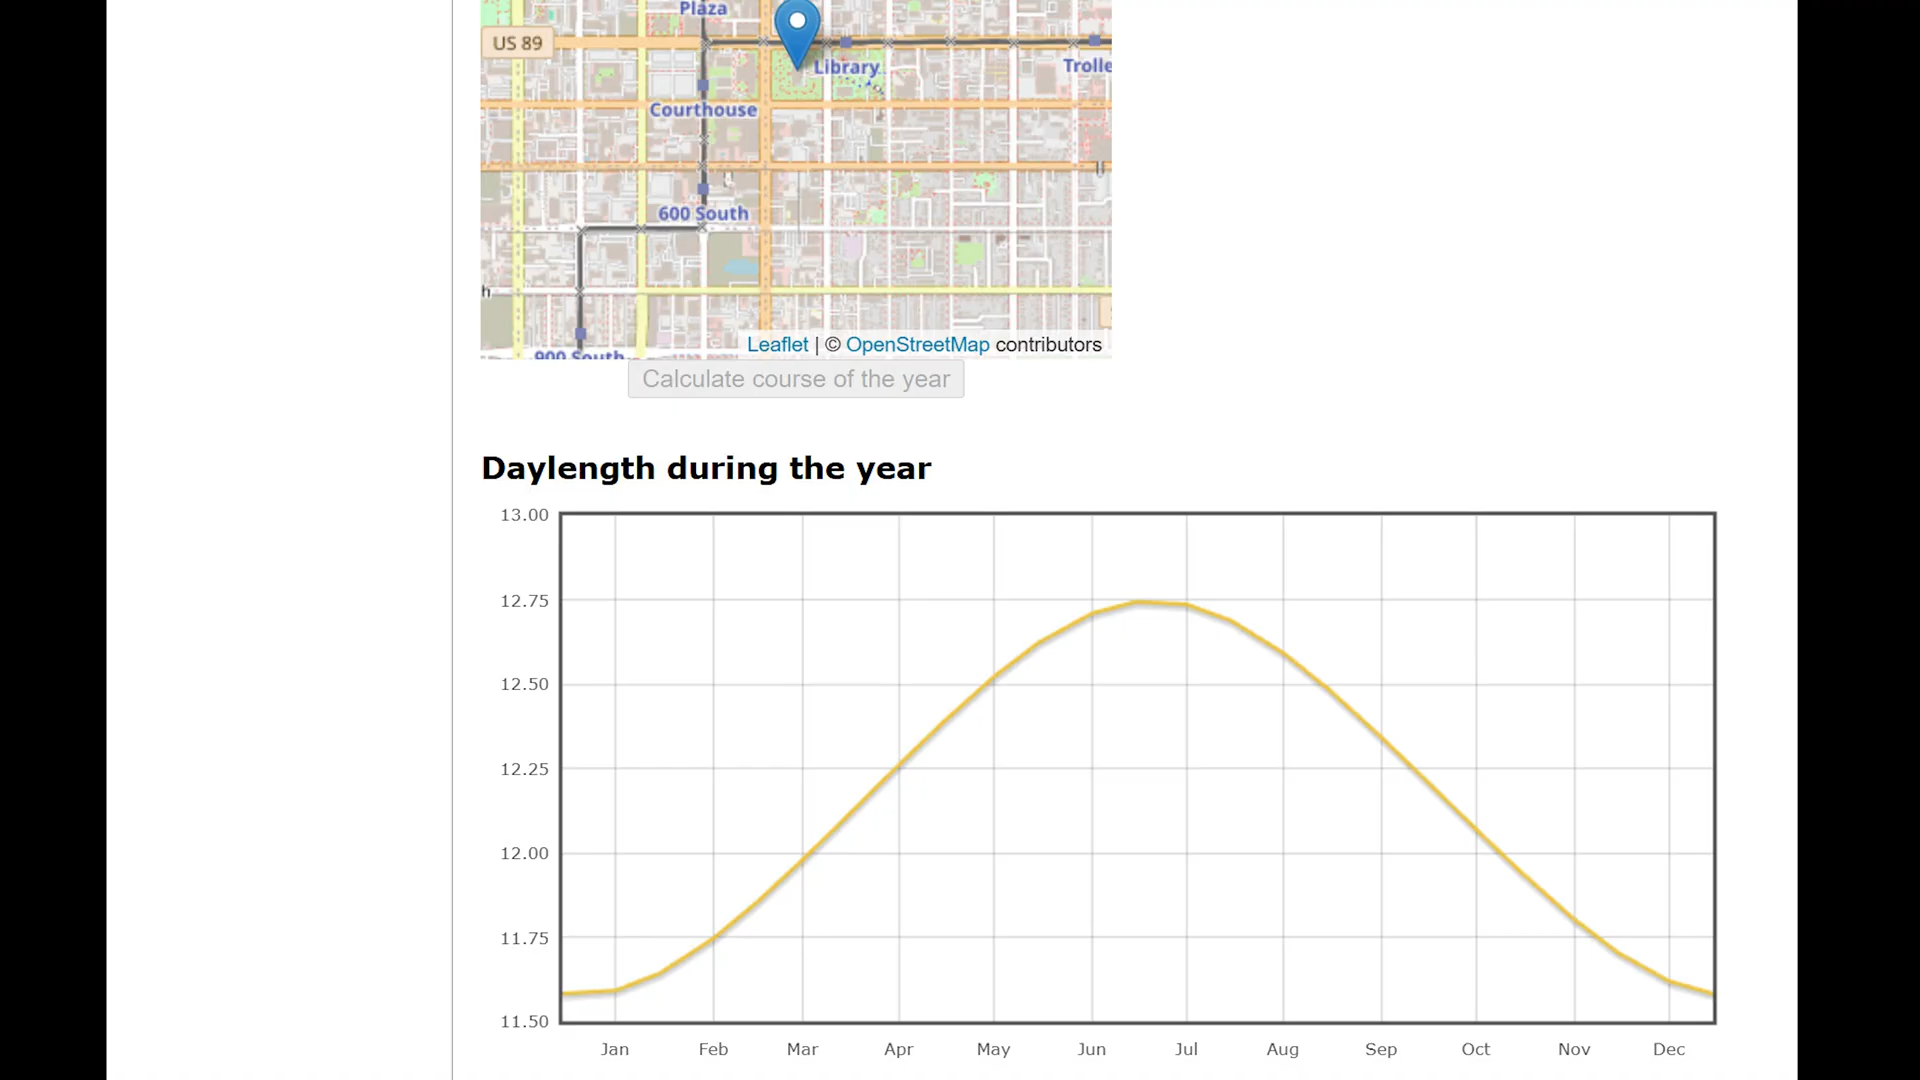 Plaza
US 89
Library
Trolle
Courthouse
600 South
h
900 South
Leaflet | © OpenStreetMap contributors
Calculate course of the year
Daylength during the year
13.00
12.75
12.50
12.25
12.00
11.75
11.50
Jan Feb Mar Apr May Jun Jul Aug Sep Oct Nov Dec